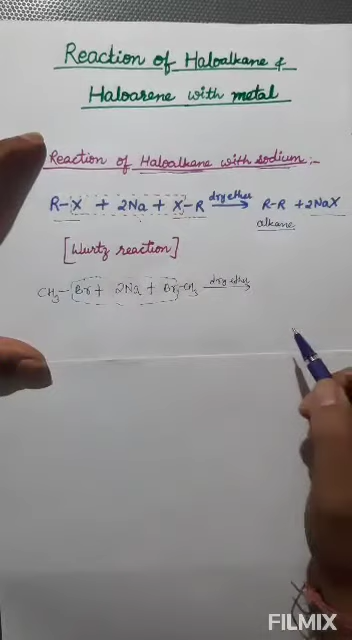 Reaction of Haloalkane &
Haloarene with metal
Reaction of Haloalkane with sodium:-
R-X + 2Na + X-R dry ether → R-R + 2NaX
alkane
[Wurtz reaction]
CH3-Br + 2Na + Br-CH3 dry ether →
FILMIX